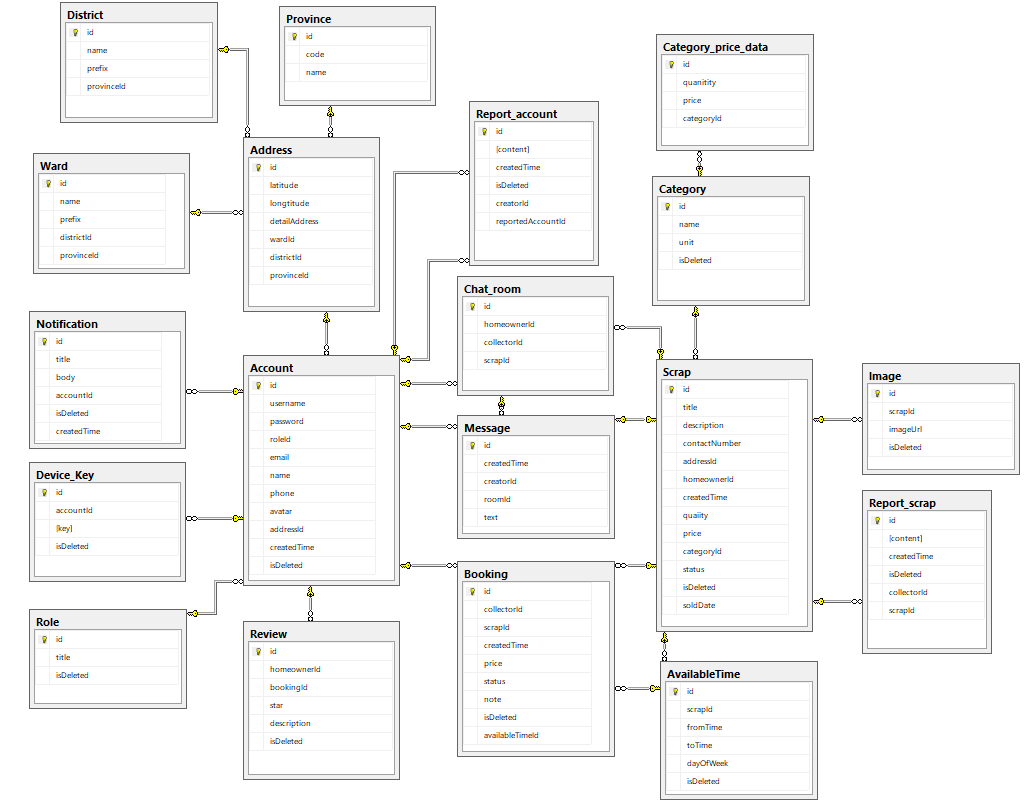 District
id
name
prefix
provinceId
Province
id
code
name
Ward
id
name
prefix
districtId
provinceId
Address
id
latitude
longtitude
detailAddress
wardId
districtId
provinceId
Report_account
id
[content]
createdTime
isDeleted
creatorId
reportedAccountId
Category_price_data
id
quanitity
price
categoryId
Category
id
name
unit
isDeleted
Notification
id
title
body
accountId
isDeleted
createdTime
Account
id
username
password
roleId
email
name
phone
avatar
addressId
createdTime
isDeleted
Chat_room
id
homeownerId
collectorId
scrapId
Message
id
createdTime
creatorId
roomId
text
Scrap
id
title
description
contactNumber
addressId
homeownerId
createdTime
quality
price
categoryId
status
isDeleted
soldDate
Image
id
scrapId
imageUrl
isDeleted
Device_Key
id
accountId
[key]
isDeleted
Report_scrap
id
[content]
createdTime
isDeleted
collectorId
scrapId
Role
id
title
isDeleted
Review
id
homeownerId
bookingId
star
description
isDeleted
Booking
id
collectorId
scrapId
createdTime
price
status
note
isDeleted
availableTimeId
AvailableTime
id
scrapId
fromTime
toTime
dayOfWeek
isDeleted